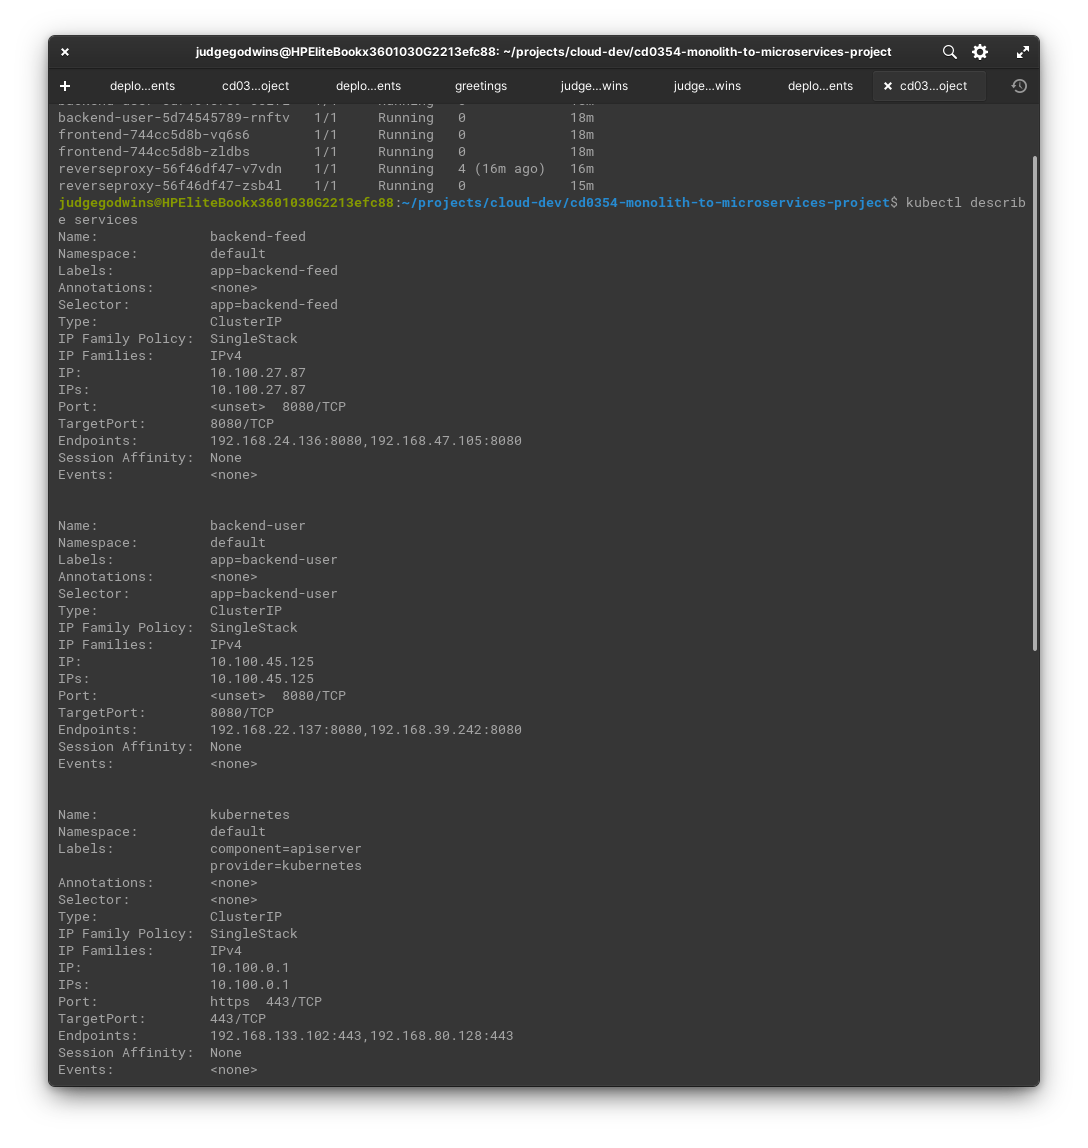 judgegodwins@HPEliteBookx3601030G2213efc88: ~/projects/cloud-dev/cd0354-monolith-to-microservices-project
deplo...ents cd03...oject deplo...ents greetings judge...wins judge...wins deplo...ents cd03...oject
backend-user-5d74545789-rnftv   1/1     Running   0             18m
frontend-744cc5d8b-vq6s6        1/1     Running   0             18m
frontend-744cc5d8b-zldbs        1/1     Running   0             18m
reverseproxy-56f46df47-v7vdn    1/1     Running   4 (16m ago)   16m
reverseproxy-56f46df47-zsb4l    1/1     Running   0             15m
judgegodwins@HPEliteBookx3601030G2213efc88:~/projects/cloud-dev/cd0354-monolith-to-microservices-project$ kubectl describ
e services
Name:              backend-feed
Namespace:         default
Labels:            app=backend-feed
Annotations:       <none>
Selector:          app=backend-feed
Type:              ClusterIP
IP Family Policy:  SingleStack
IP Families:       IPv4
IP:                10.100.27.87
IPs:               10.100.27.87
Port:              <unset>  8080/TCP
TargetPort:        8080/TCP
Endpoints:         192.168.24.136:8080,192.168.47.105:8080
Session Affinity:  None
Events:            <none>
Name:              backend-user
Namespace:         default
Labels:            app=backend-user
Annotations:       <none>
Selector:          app=backend-user
Type:              ClusterIP
IP Family Policy:  SingleStack
IP Families:       IPv4
IP:                10.100.45.125
IPs:               10.100.45.125
Port:              <unset>  8080/TCP
TargetPort:        8080/TCP
Endpoints:         192.168.22.137:8080,192.168.39.242:8080
Session Affinity:  None
Events:            <none>
Name:              kubernetes
Namespace:         default
Labels:            component=apiserver
                   provider=kubernetes
Annotations:       <none>
Selector:          <none>
Type:              ClusterIP
IP Family Policy:  SingleStack
IP Families:       IPv4
IP:                10.100.0.1
IPs:               10.100.0.1
Port:              https  443/TCP
TargetPort:        443/TCP
Endpoints:         192.168.133.102:443,192.168.80.128:443
Session Affinity:  None
Events:            <none>